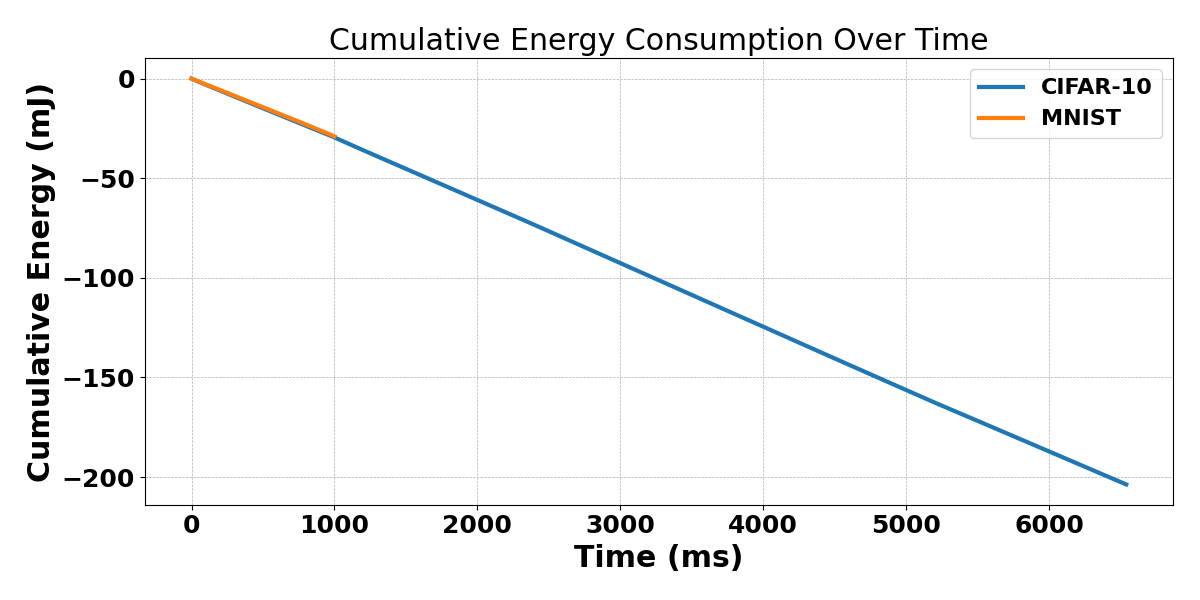 Cumulative Energy Consumption Over Time
Cumulative Energy (mJ)
0
−50
−100
−150
−200
CIFAR-10
MNIST
0 1000 2000 3000 4000 5000 6000
Time (ms)